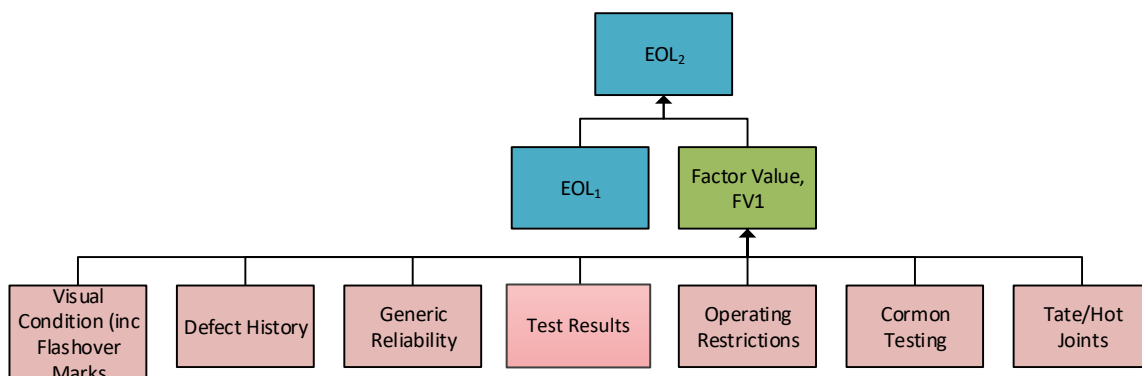 EOL₂
EOL₁
Factor Value,
FV1
Visual
Condition (inc
Flashover
Marks
Defect History
Generic
Reliability
Test Results
Operating
Restrictions
Cormon
Testing
Tate/Hot
Joints